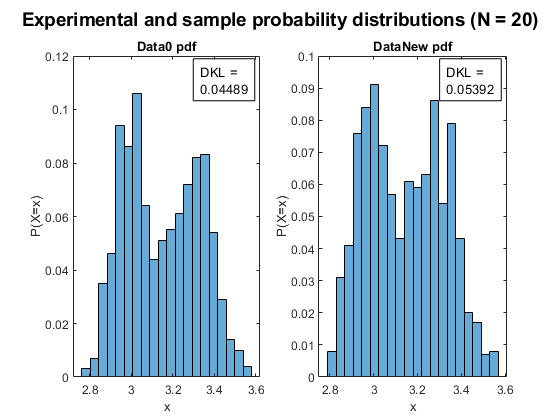 Experimental and sample probability distributions (N = 20)
Data0 pdf
DKL =
0.04489
P(X=x)
0.12
0.1
0.08
0.06
0.04
0.02
0
2.8 3 3.2 3.4 3.6
x
DataNew pdf
DKL =
0.05392
P(X=x)
0.1
0.09
0.08
0.07
0.06
0.05
0.04
0.03
0.02
0.01
0
2.8 3 3.2 3.4 3.6
x